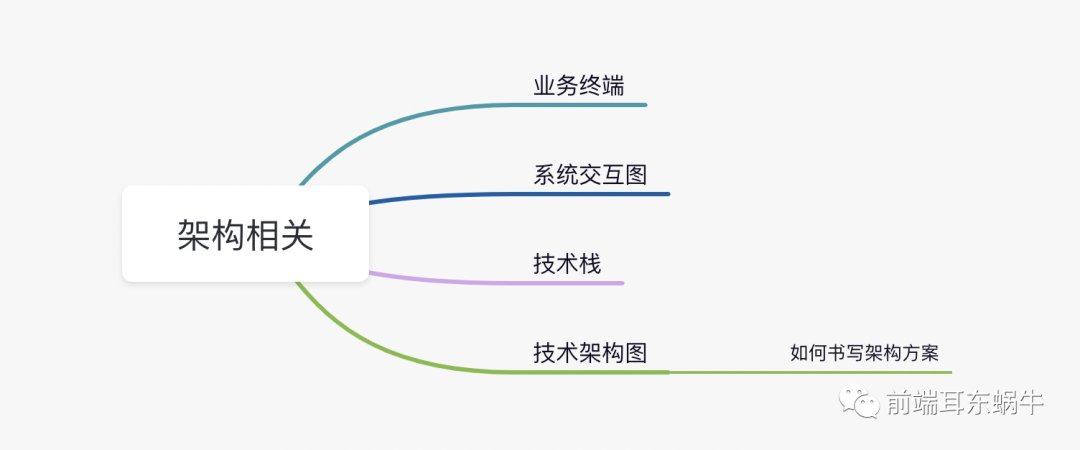 业务终端
系统交互图
架构相关
技术栈
技术架构图
如何书写架构方案
前端耳东蜗牛